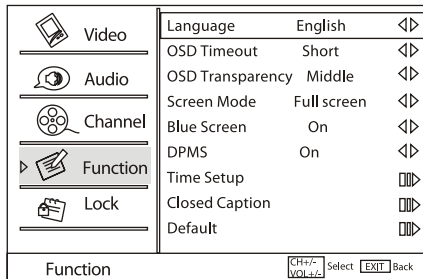 Video
Audio
Channel
Function
Lock
Language English
OSD Timeout Short
OSD Transparency Middle
Screen Mode Full screen
Blue Screen On
DPMS On
Time Setup
Closed Caption
Default
Function
CH+/-
VOL+/- Select EXIT Back